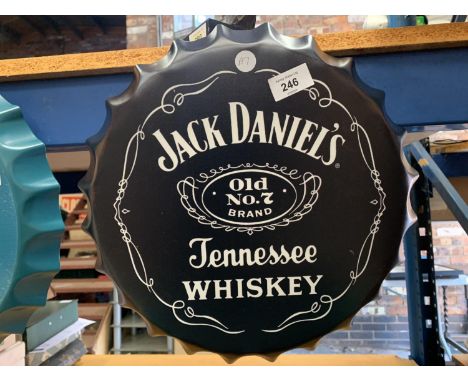 246
JACK DANIEL'S
®
Old
No. 7
BRAND
Tennessee
WHISKEY